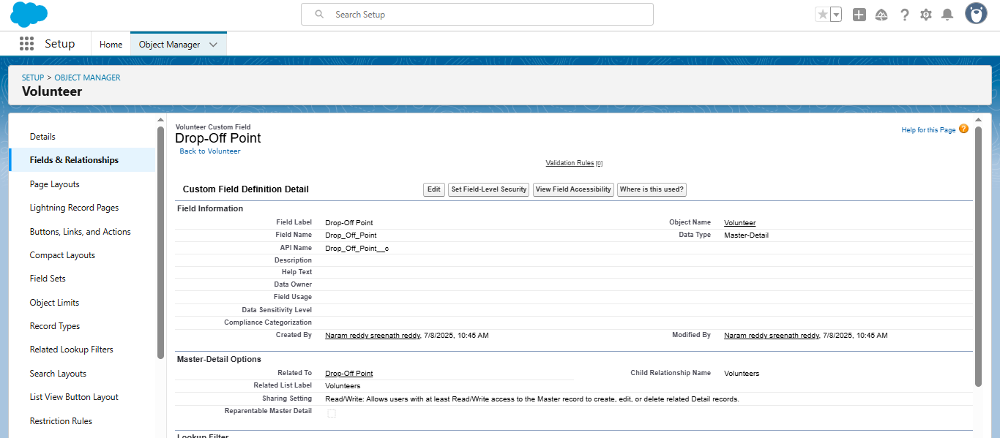 Search Setup
Setup
Home
Object Manager
SETUP > OBJECT MANAGER
Volunteer
Details
Fields & Relationships
Page Layouts
Lightning Record Pages
Buttons, Links, and Actions
Compact Layouts
Field Sets
Object Limits
Record Types
Related Lookup Filters
Search Layouts
List View Button Layout
Restriction Rules
Volunteer Custom Field
Drop-Off Point
Back to Volunteer
Help for this Page ?
Validation Rules [0]
Custom Field Definition Detail
Edit
Set Field-Level Security
View Field Accessibility
Where is this used?
Field Information
Field Label Drop-Off Point Object Name Volunteer
Field Name Drop_Off_Point Data Type Master-Detail
API Name Drop_Off_Point__c
Description
Help Text
Data Owner
Field Usage
Data Sensitivity Level
Compliance Categorization
Created By Naram reddy sreenath reddy, 7/8/2025, 10:45 AM Modified By Naram reddy sreenath reddy, 7/8/2025, 10:45 AM
Master-Detail Options
Related To Drop-Off Point Child Relationship Name Volunteers
Related List Label Volunteers
Sharing Setting Read/Write: Allows users with at least Read/Write access to the Master record to create, edit, or delete related Detail records.
Reparentable Master Detail
Lookup Filter